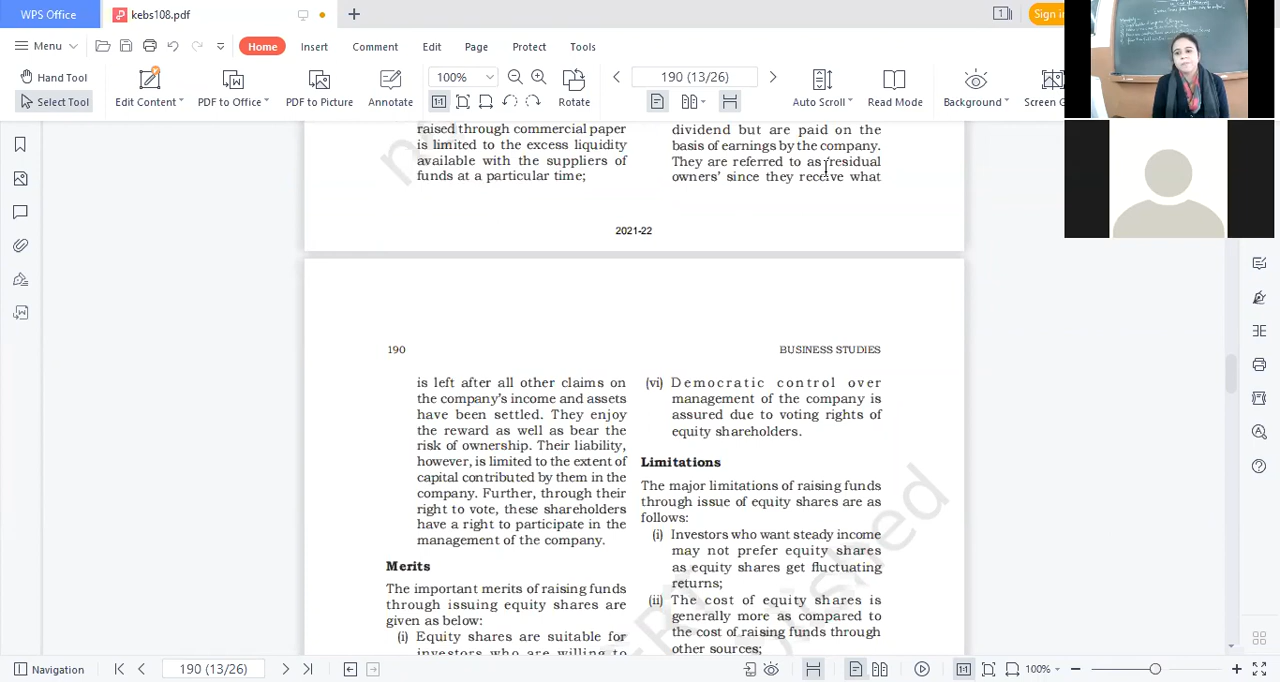 WPS Office
kebs108.pdf
1
Sign in
Menu
Home
Insert
Comment
Edit
Page
Protect
Tools
Hand Tool
Select Tool
Edit Content
PDF to Office
PDF to Picture
Annotate
100%
Rotate
190 (13/26)
Auto Scroll
Read Mode
Background
Screen G
raised through commercial paper
is limited to the excess liquidity
available with the suppliers of
funds at a particular time;
dividend but are paid on the
basis of earnings by the company.
They are referred to as 'residual
owners' since they receive what
2021-22
190
BUSINESS STUDIES
is left after all other claims on
the company's income and assets
have been settled. They enjoy
the reward as well as bear the
risk of ownership. Their liability,
however, is limited to the extent of
capital contributed by them in the
company. Further, through their
right to vote, these shareholders
have a right to participate in the
management of the company.
Merits
The important merits of raising funds
through issuing equity shares are
given as below:
(i) Equity shares are suitable for
investors who are willing to
(vi) Democratic control over
management of the company is
assured due to voting rights of
equity shareholders.
Limitations
The major limitations of raising funds
through issue of equity shares are as
follows:
(i) Investors who want steady income
may not prefer equity shares
as equity shares get fluctuating
returns;
(ii) The cost of equity shares is
generally more as compared to
the cost of raising funds through
other sources;
Navigation
190 (13/26)
100%